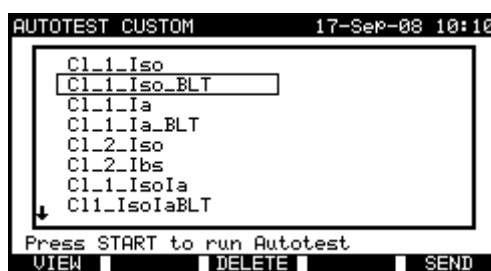 AUTOTEST CUSTOM 17-Sep-08 10:10
Cl_1_Iso
Cl_1_Iso_BLT
Cl_1_Ia
Cl_1_Ia_BLT
Cl_2_Iso
Cl_2_Ibs
Cl_1_IsoIa
Cl1_IsoIaBLT
Press START to run Autotest
VIEW DELETE SEND